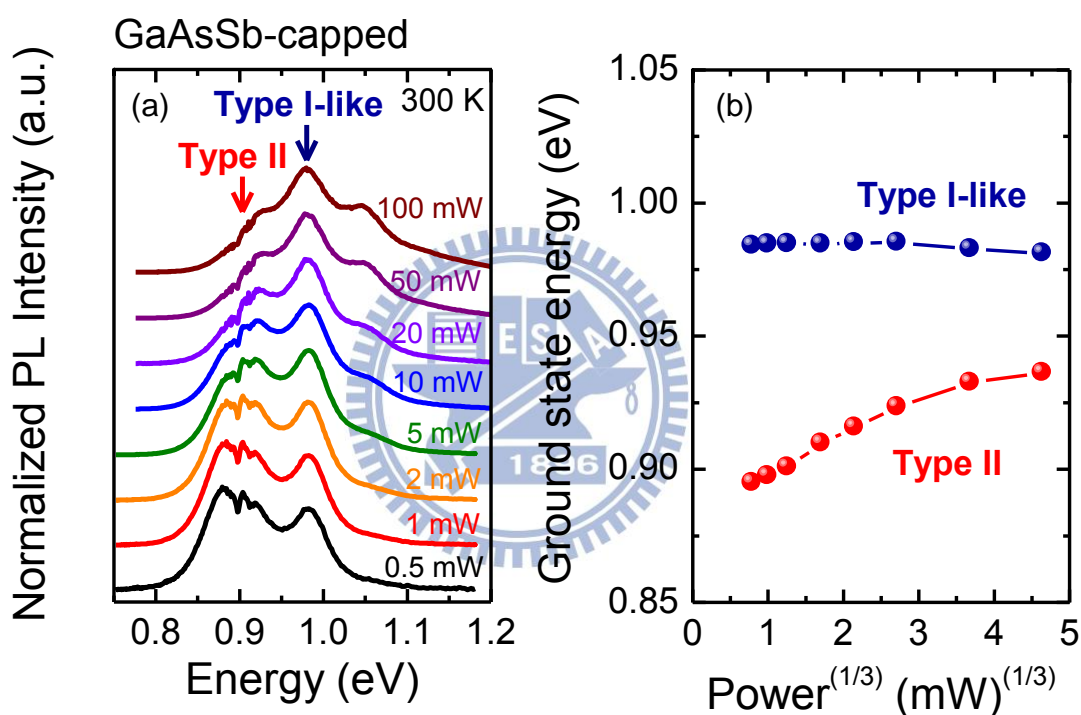 GaAsSb-capped
Normalized PL Intensity (a.u.)
(a)
Type I-like
300 K
Type II
100 mW
50 mW
20 mW
10 mW
5 mW
2 mW
1 mW
0.5 mW
0.8 0.9 1.0 1.1 1.2
Energy (eV)
Ground state energy (eV)
1.05
1.00
0.95
0.90
0.85
(b)
Type I-like
Type II
0 1 2 3 4 5
Power(1/3) (mW)(1/3)
E S A
1896